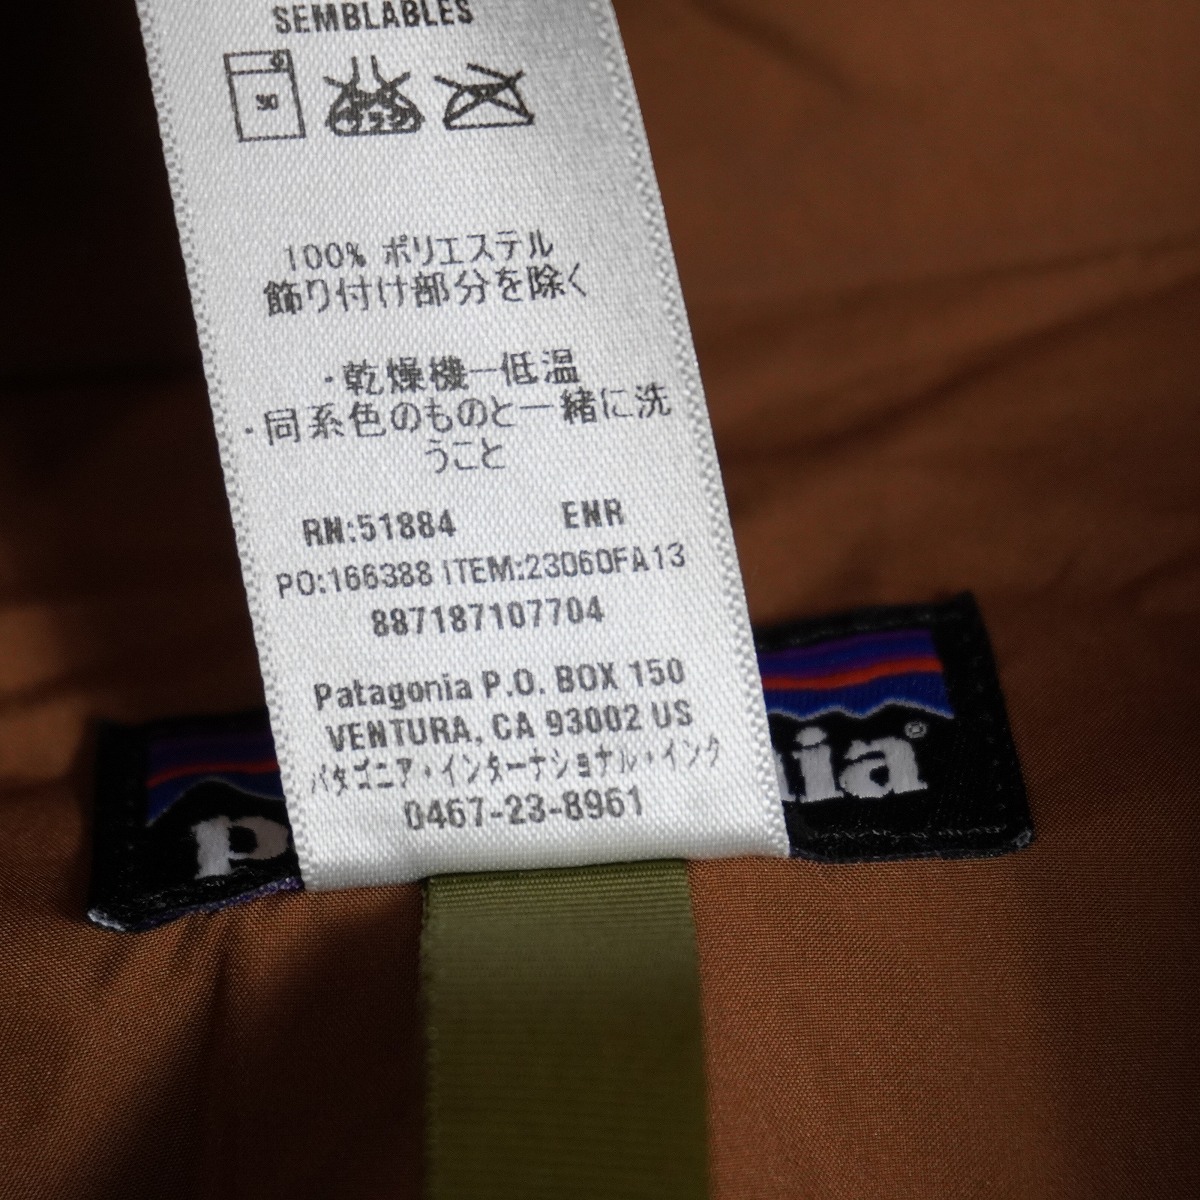 SEMBLABLES
30
100% ポリエステル
飾り付け部分を除く
・乾燥機ー低温
・同系色のものと一緒に洗
うこと
RN:51884 ENR
PO:166388 ITEM:23060FA13
887187107704
Patagonia P.O. BOX 150
VENTURA, CA 93002 US
パタゴニア・インターナショナル・インク
0467-23-8961
p
nia®